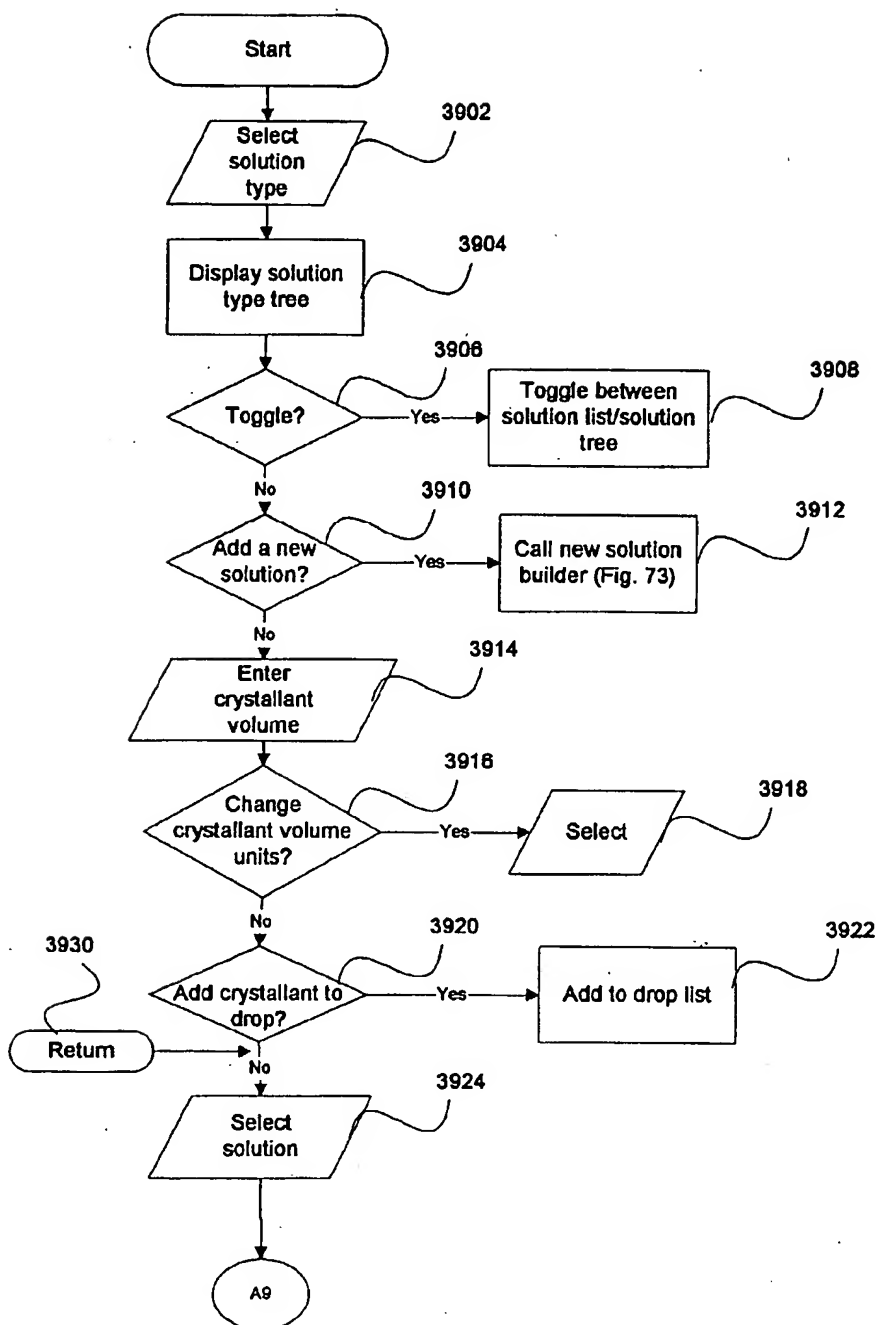 Start
3902
Select
solution
type
3904
Display solution
type tree
3906
Toggle?
Yes
3908
Toggle between
solution list/solution
tree
No
3910
Add a new
solution?
Yes
3912
Call new solution
builder (Fig. 73)
No
3914
Enter
crystallant
volume
3916
Change
crystallant volume
units?
Yes
3918
Select
No
3920
Add crystallant to
drop?
Yes
3922
Add to drop list
3930
Return
No
3924
Select
solution
A9